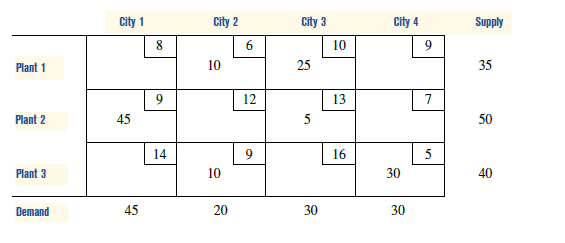 City 1 City 2 City 3 City 4 Supply
8 6 10 9
Plant 1 10 25 35
9 12 13 7
Plant 2 45 5 50
14 9 16 5
Plant 3 10 30 40
Demand 45 20 30 30